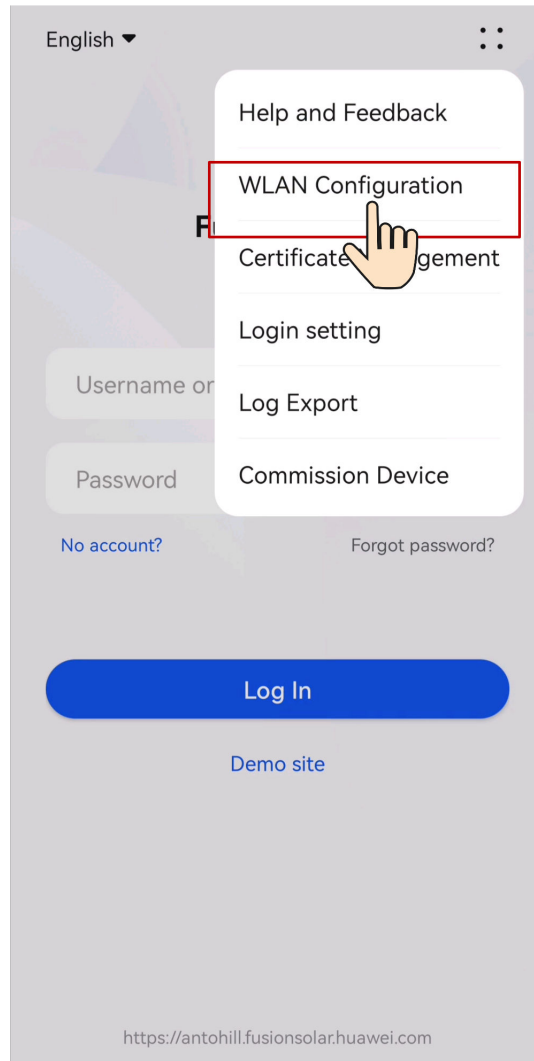 English
Help and Feedback
WLAN Configuration
F
Certificate gement
Login setting
Username or
Log Export
Password
Commission Device
No account?
Forgot password?
Log In
Demo site
https://antohill.fusionsolar.huawei.com